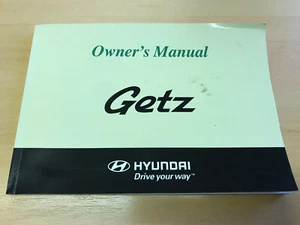 Owner's Manual
Getz
HYUNDAI
Drive your way™